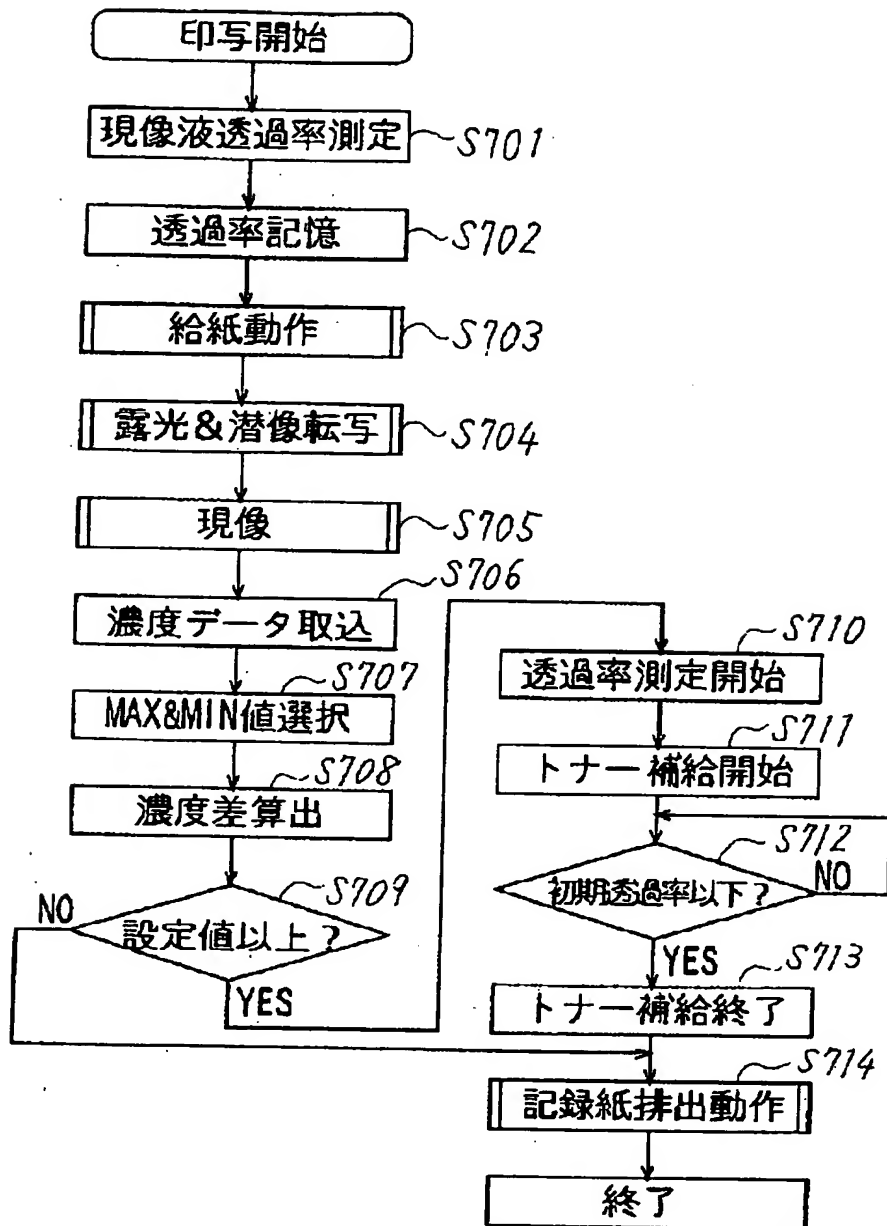 印写開始
現像液透過率測定 S701
透過率記憶 S702
給紙動作 S703
露光&潜像転写 S704
現像 S705
S706
濃度データ取込
S707
MAX&MIN値選択
S708
濃度差算出
S709
設定値以上?
NO
YES
S710
透過率測定開始
S711
トナー補給開始
S712
初期透過率以下?
NO
YES
S713
トナー補給終了
S714
記録紙排出動作
終了